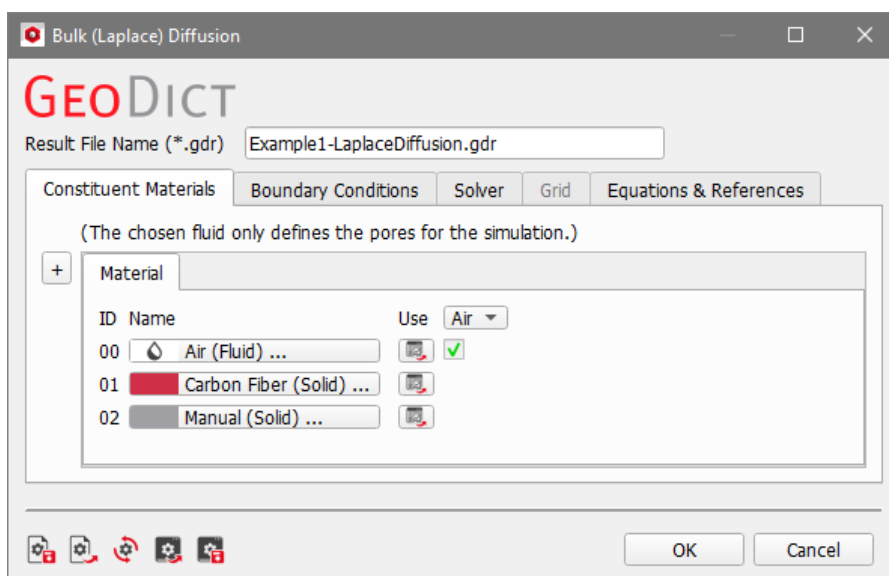 Bulk (Laplace) Diffusion
GEODICT
Result File Name (*.gdr) Example1-LaplaceDiffusion.gdr
Constituent Materials Boundary Conditions Solver Grid Equations & References
(The chosen fluid only defines the pores for the simulation.)
+ Material
ID Name Use Air
00 Air (Fluid) ...
01 Carbon Fiber (Solid) ...
02 Manual (Solid) ...
OK Cancel